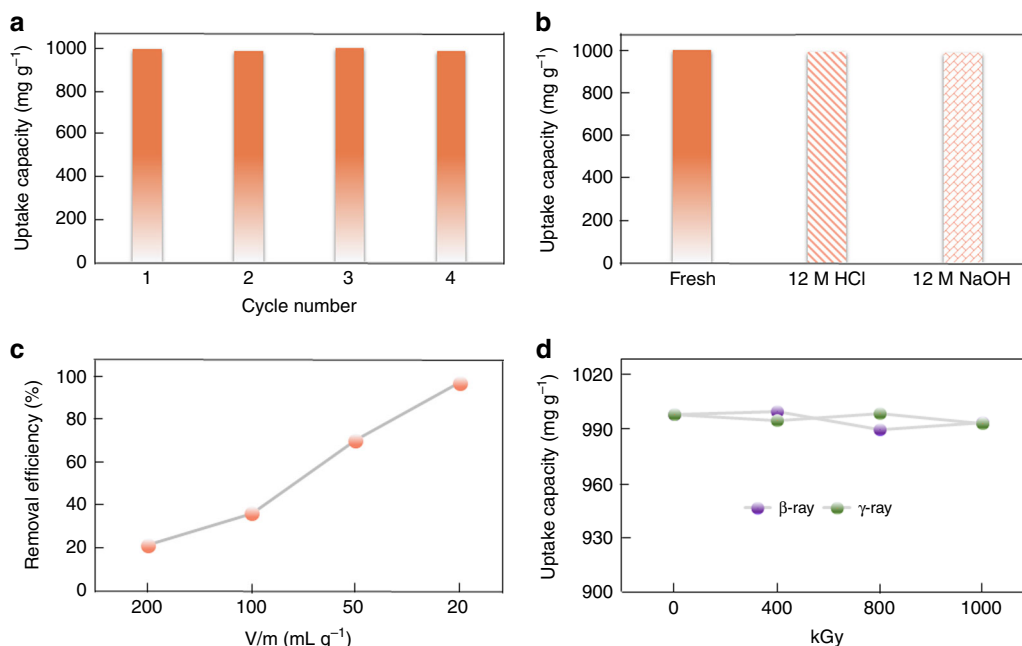 a
Uptake capacity (mg g⁻¹)
1000
800
600
400
200
0
1 2 3 4
Cycle number
b
Uptake capacity (mg g⁻¹)
1000
800
600
400
200
0
Fresh 12 M HCl 12 M NaOH
c
Removal efficiency (%)
100
80
60
40
20
0
200 100 50 20
V/m (mL g⁻¹)
d
Uptake capacity (mg g⁻¹)
1020
990
960
930
900
β-ray γ-ray
0 400 800 1000
kGy